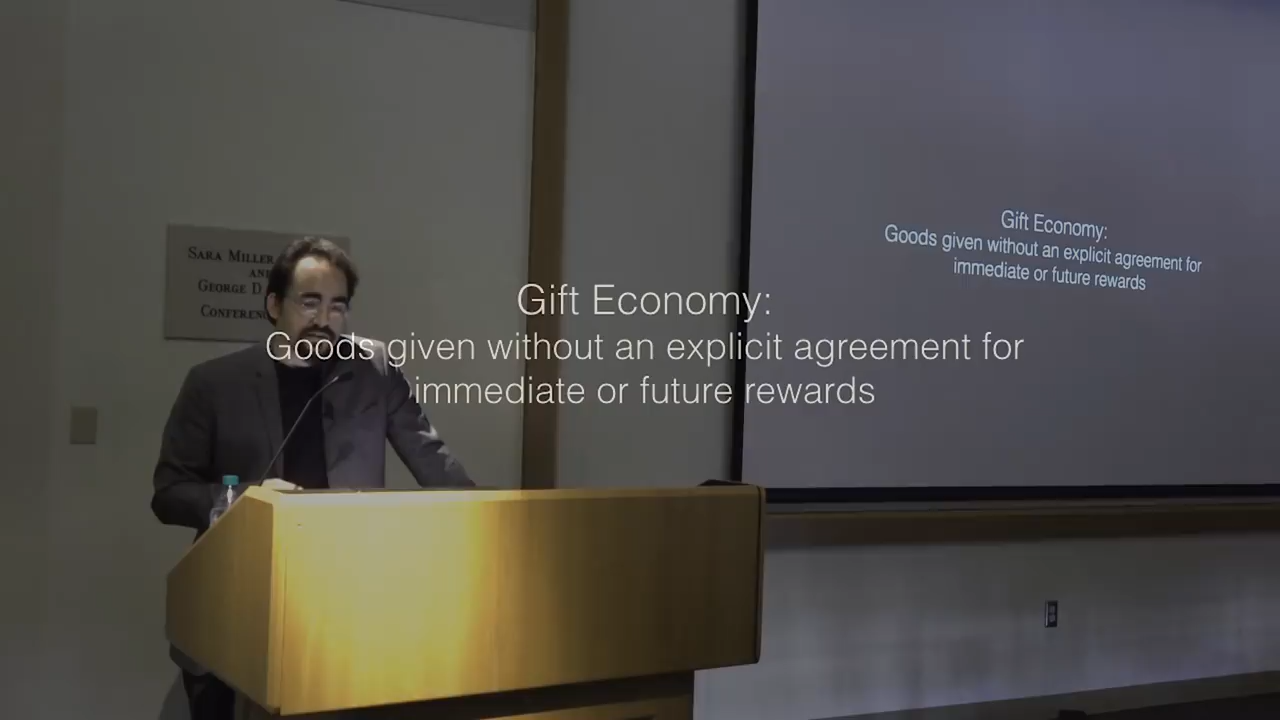 SARA MILLER
AND
GEORGE D
CONFEREN
Gift Economy:
Goods given without an explicit agreement for
immediate or future rewards
Gift Economy:
Goods given without an explicit agreement for
immediate or future rewards